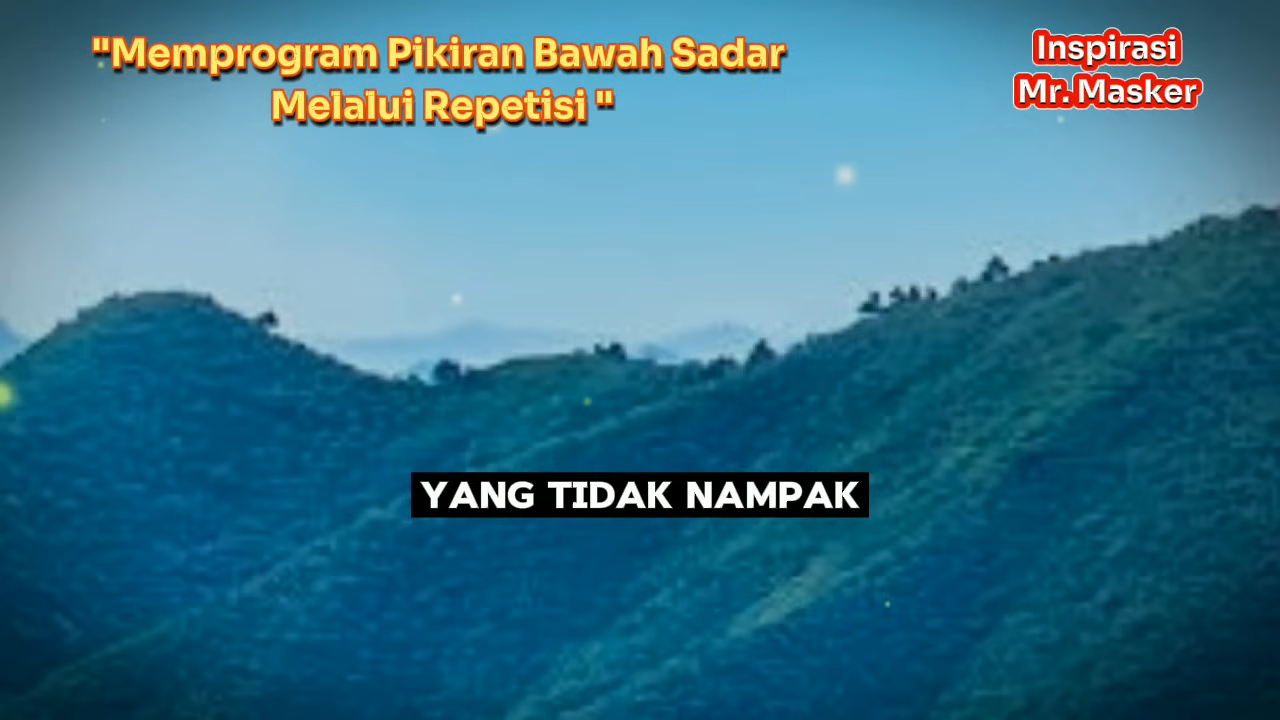 "Memprogram Pikiran Bawah Sadar
Melalui Repetisi "
Inspirasi
Mr. Masker
YANG TIDAK NAMPAK